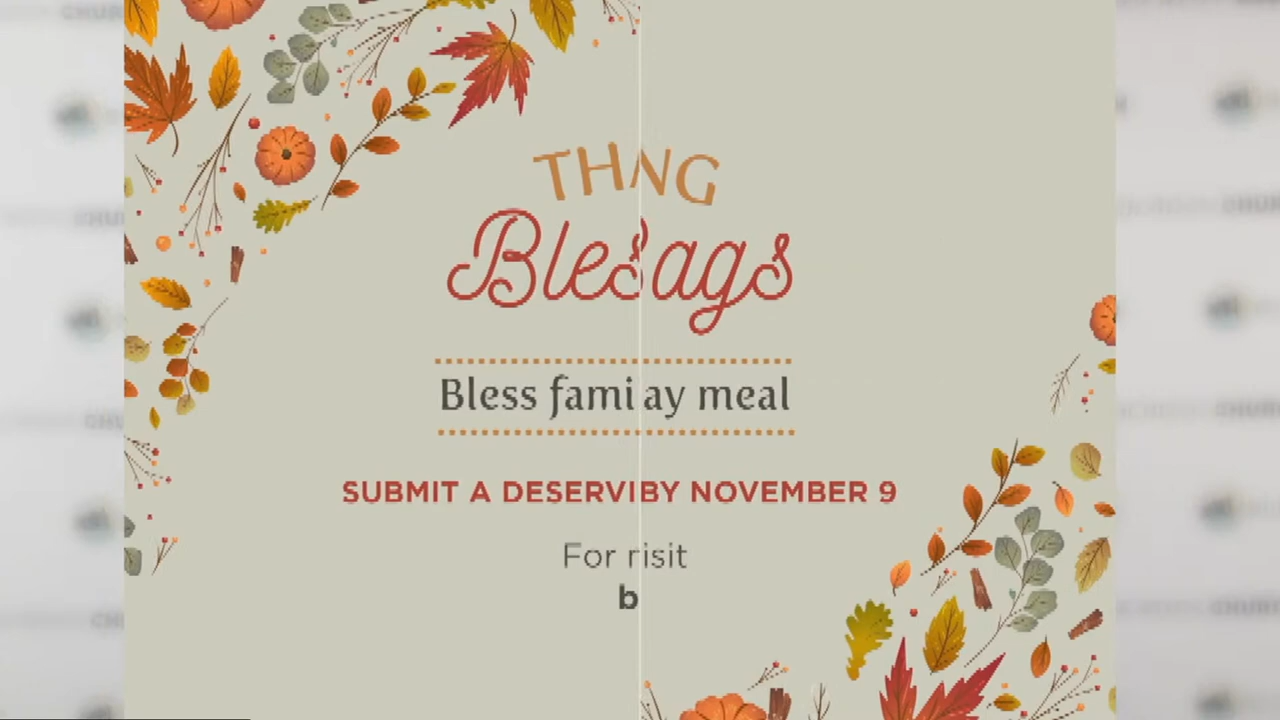 THNG
Blesags
Bless fami ay meal
SUBMIT A DESERVIBY NOVEMBER 9
For risit
b